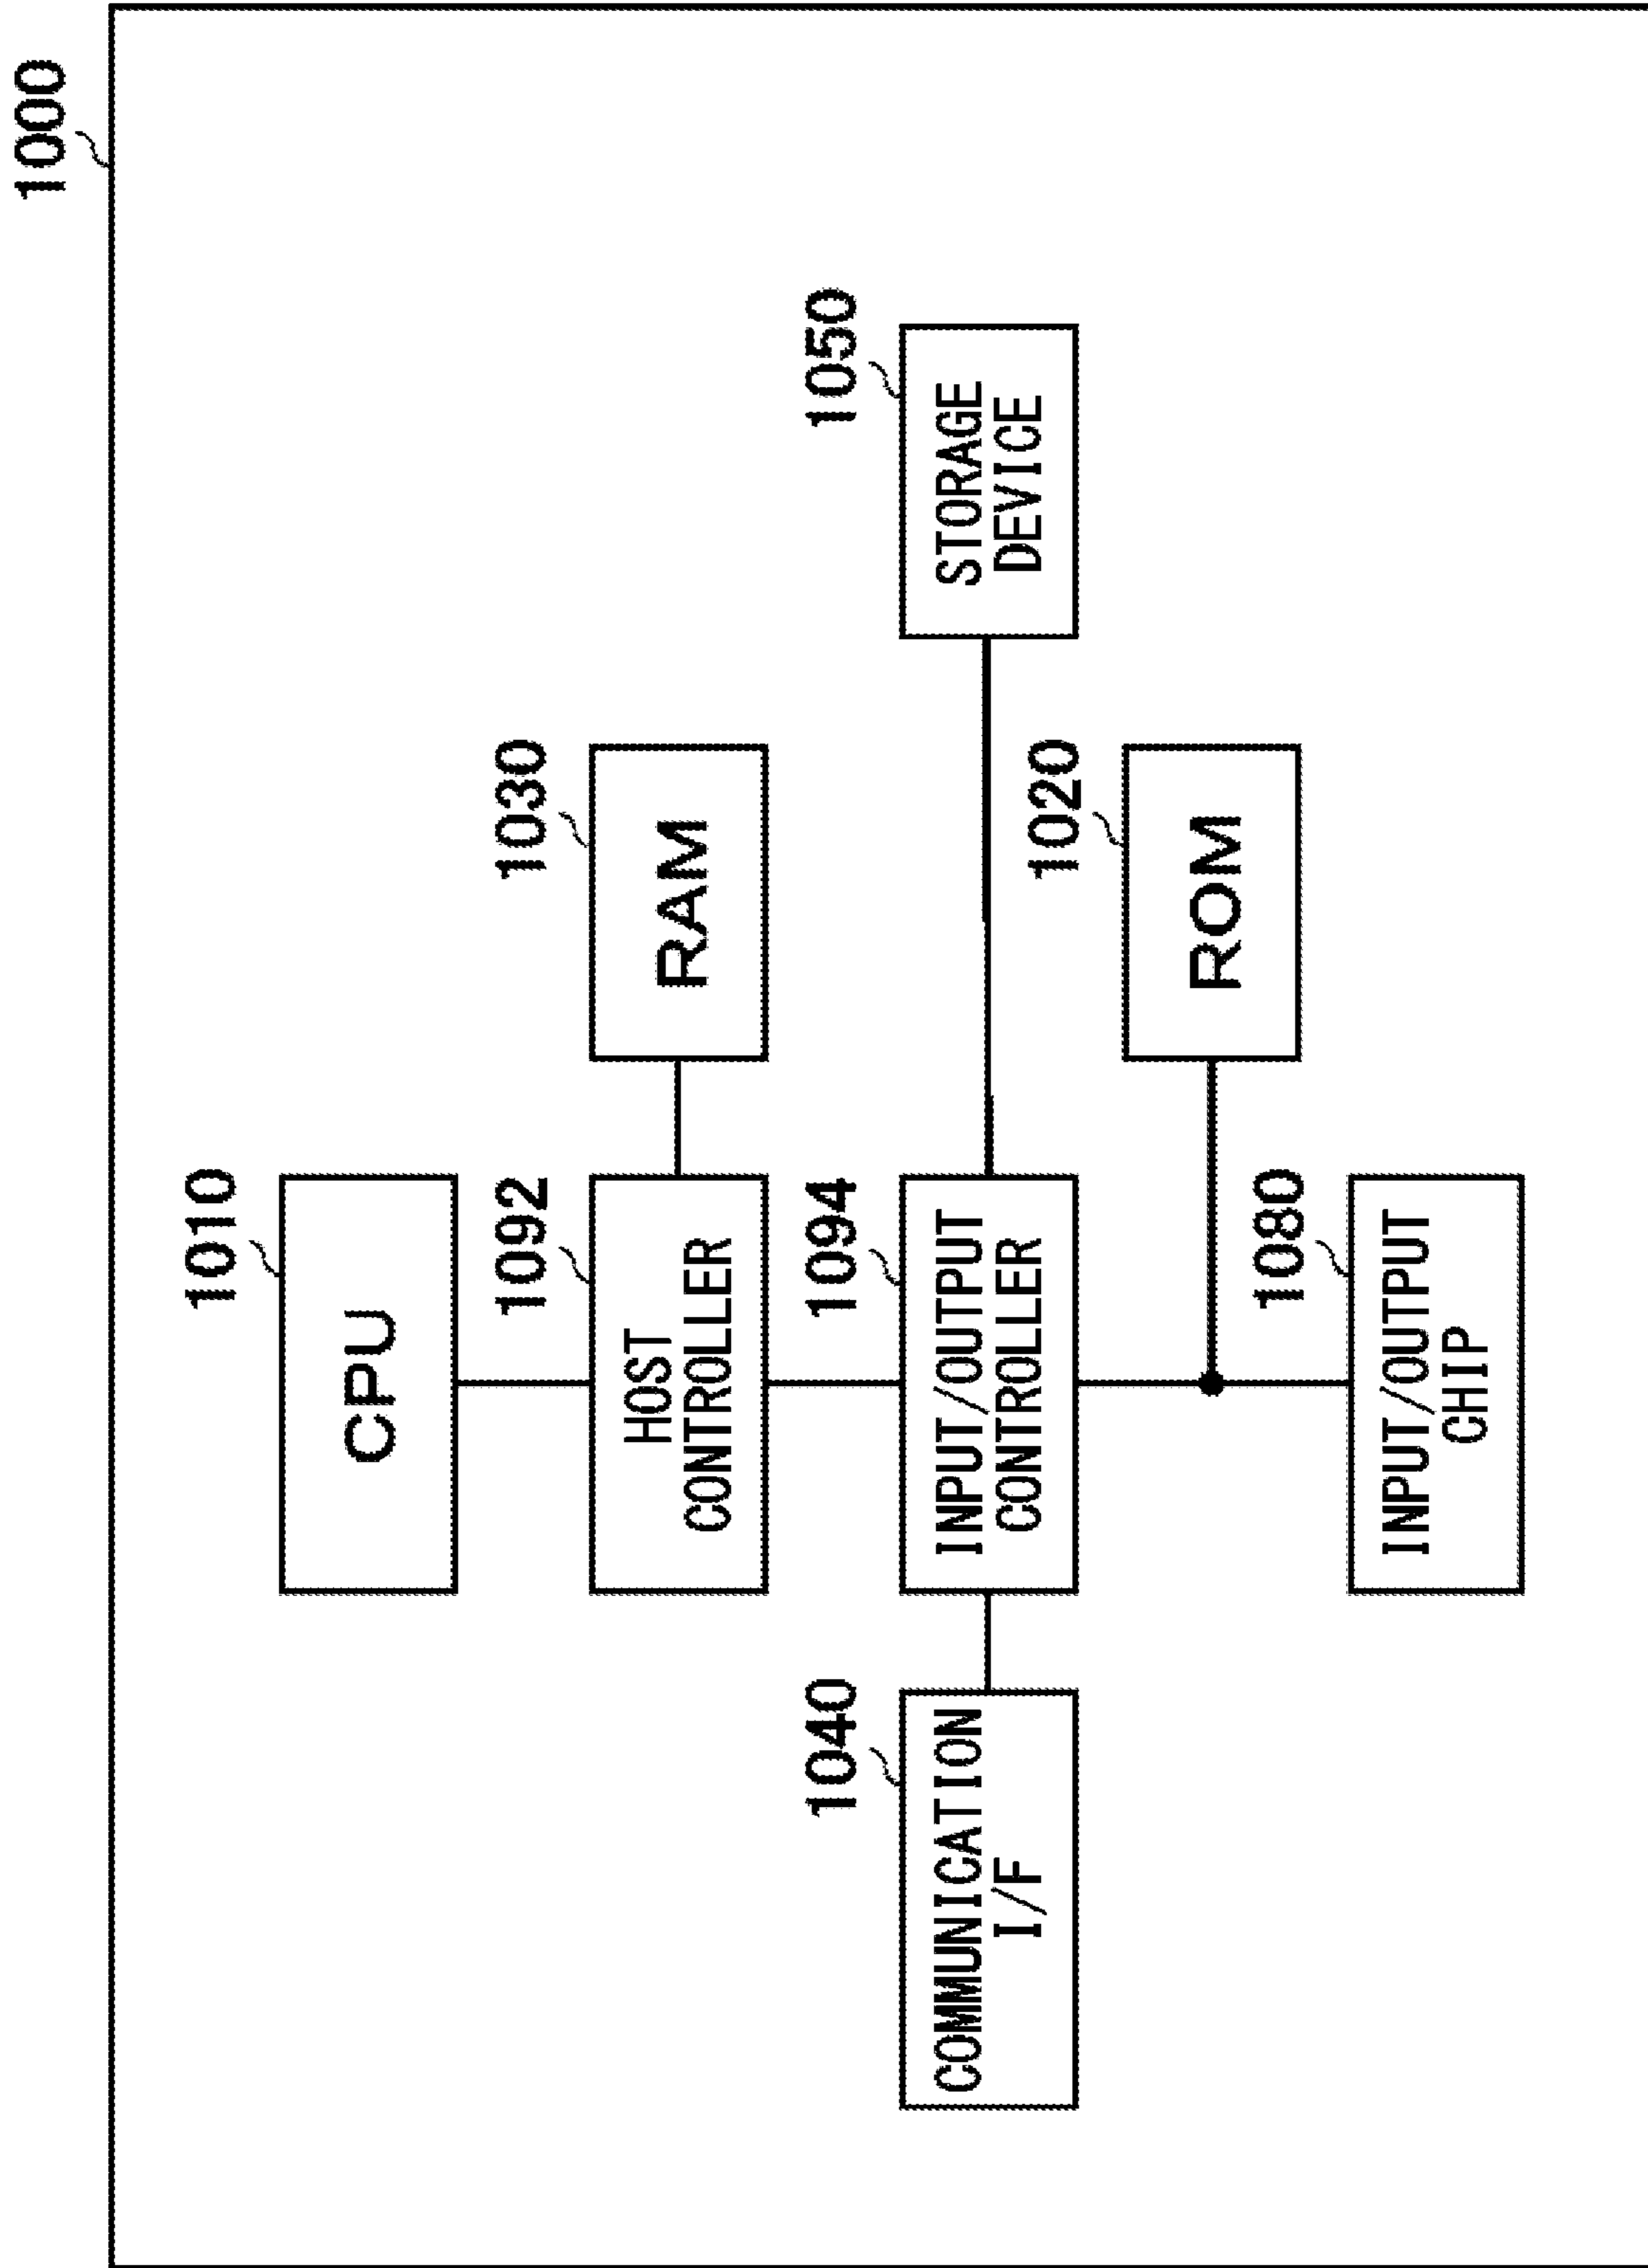 1000
1010
CPU
1092
HOST
CONTROLLER
1030
RAM
1040
COMMUNICATION
I/F
1094
INPUT/OUTPUT
CONTROLLER
1050
STORAGE
DEVICE
1020
ROM
1080
INPUT/OUTPUT
CHIP